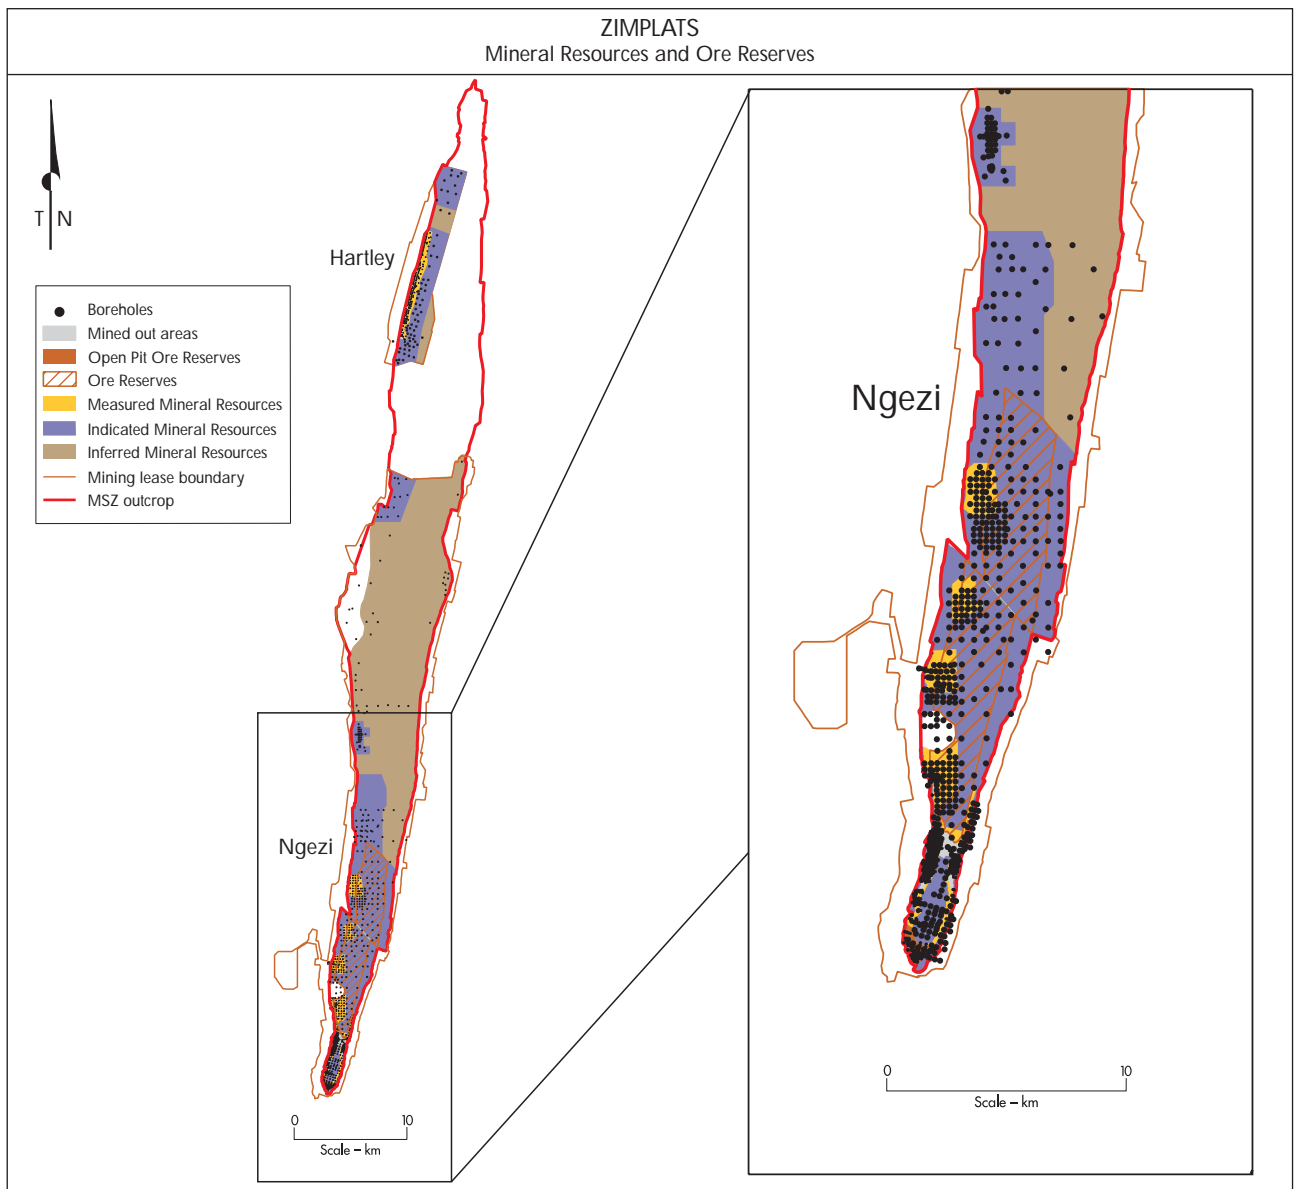 ZIMPLATS
Mineral Resources and Ore Reserves
T N
Hartley
Boreholes
Mined out areas
Open Pit Ore Reserves
Ore Reserves
Measured Mineral Resources
Indicated Mineral Resources
Inferred Mineral Resources
Mining lease boundary
MSZ outcrop
Ngezi
0 10
Scale – km
Ngezi
0 10
Scale – km